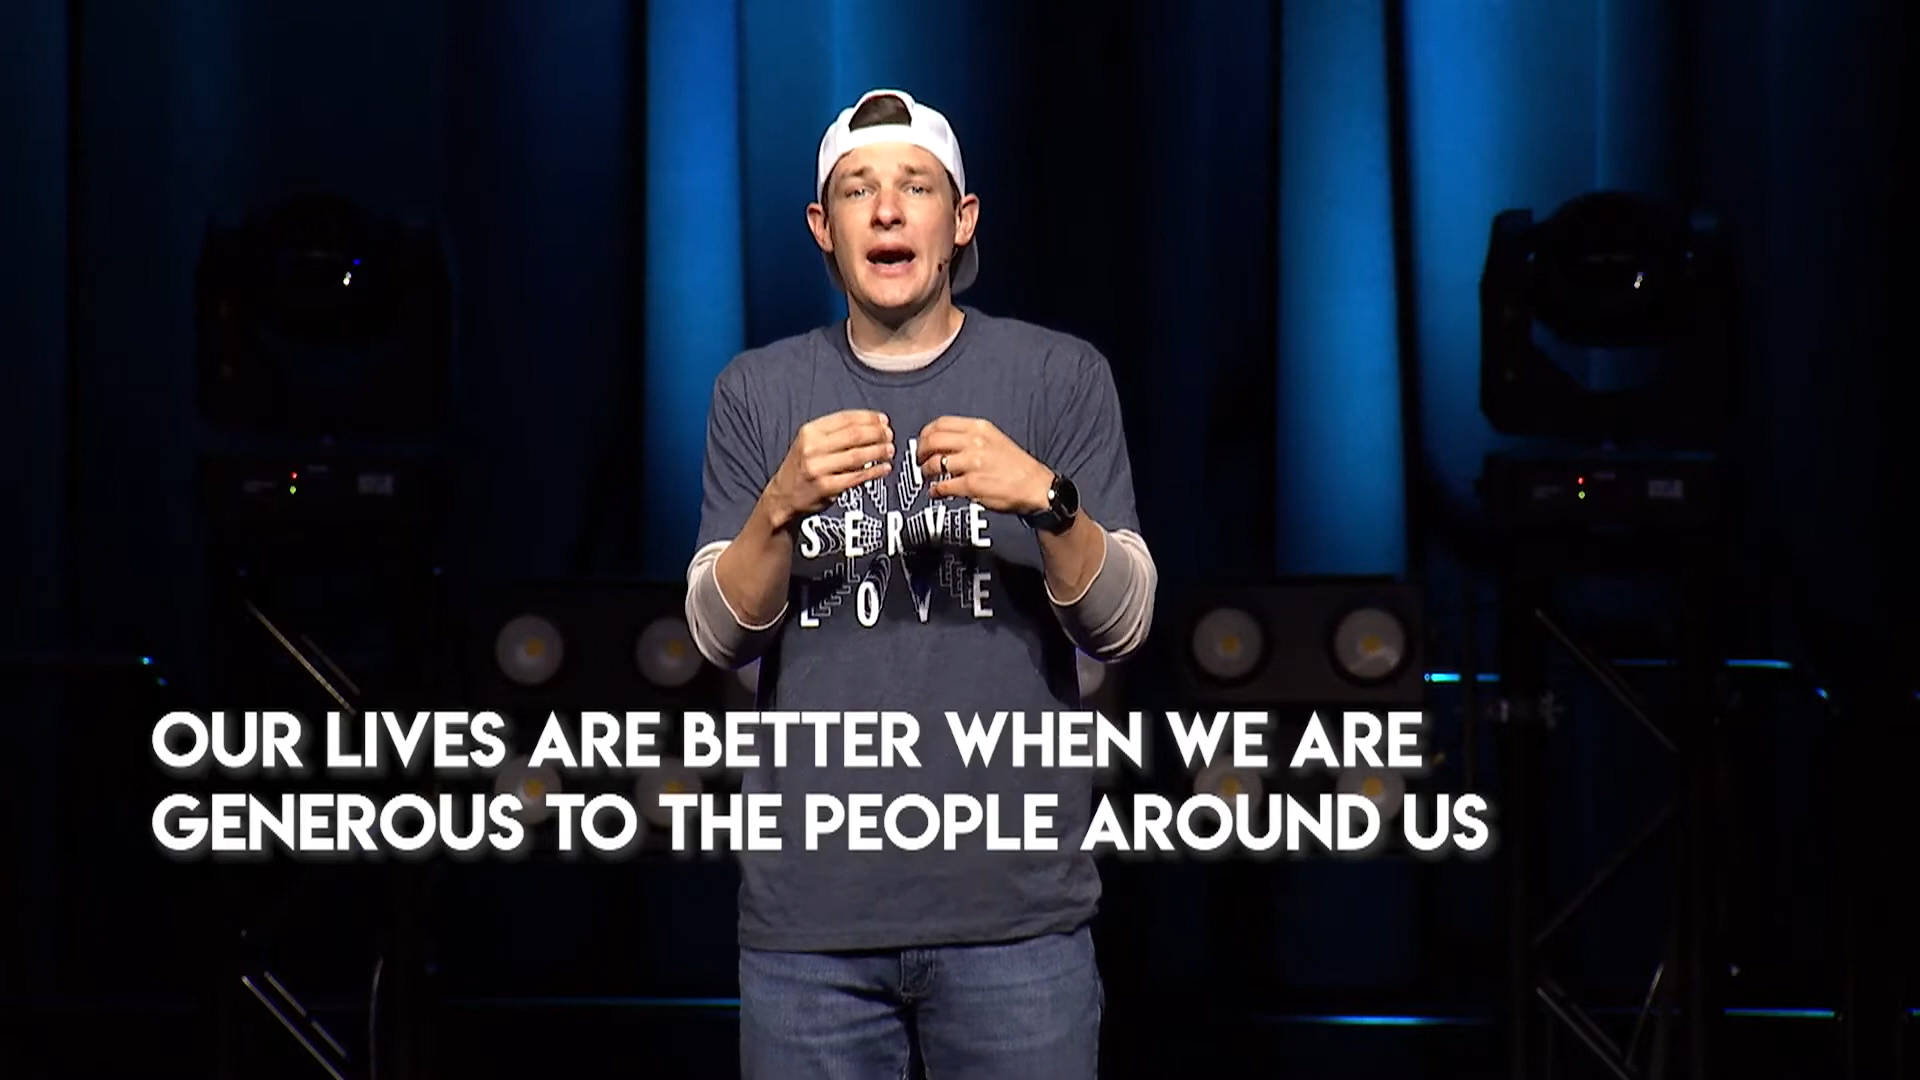 SERVE
LOVE
OUR LIVES ARE BETTER WHEN WE ARE
GENEROUS TO THE PEOPLE AROUND US